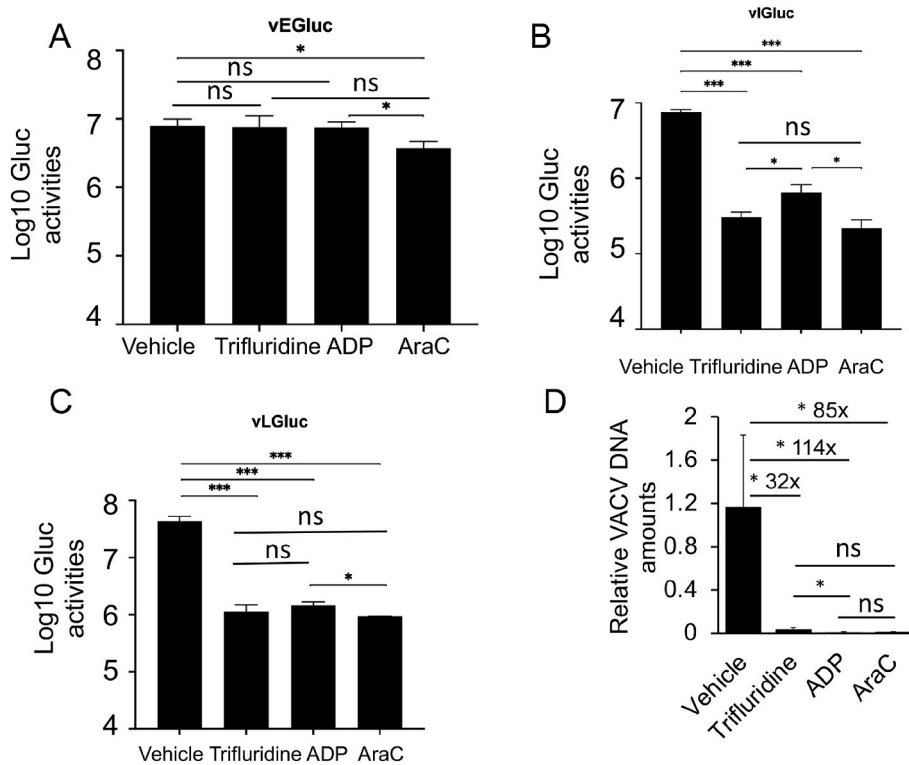 A
vEGluc
8
7
6
5
4
Log10 Gluc
activities
*
ns
ns
ns
*
Vehicle Trifluridine ADP AraC
B
vIGluc
7
6
5
4
Log10 Gluc
activities
***
***
***
ns
*
*
Vehicle Trifluridine ADP AraC
C
vLGluc
8
7
6
5
4
Log10 Gluc
activities
***
***
***
ns
ns
*
Vehicle Trifluridine ADP AraC
D
2
1.6
1.2
0.8
0.4
0
Relative VACV DNA
amounts
* 85x
* 114x
* 32x
ns
*
ns
Vehicle
Trifluridine
ADP
AraC